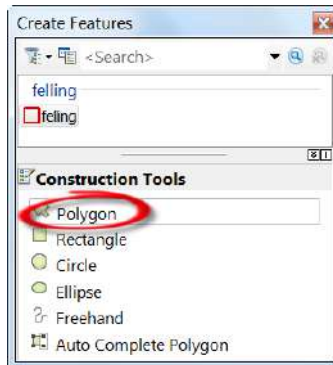 Create Features
<Search>
felling
feling
Construction Tools
Polygon
Rectangle
Circle
Ellipse
Freehand
Auto Complete Polygon